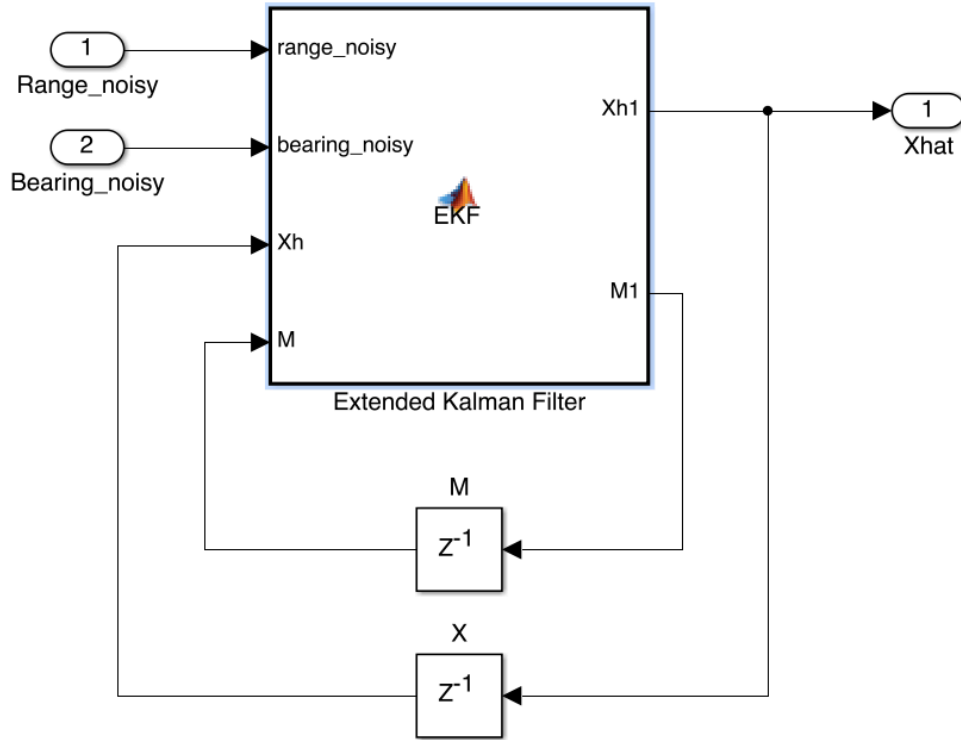 1
range_noisy
Range_noisy
Xh1
1
2
bearing_noisy
Xhat
Bearing_noisy
EKF
Xh
M1
M
Extended Kalman Filter
M
Z-1
X
Z-1